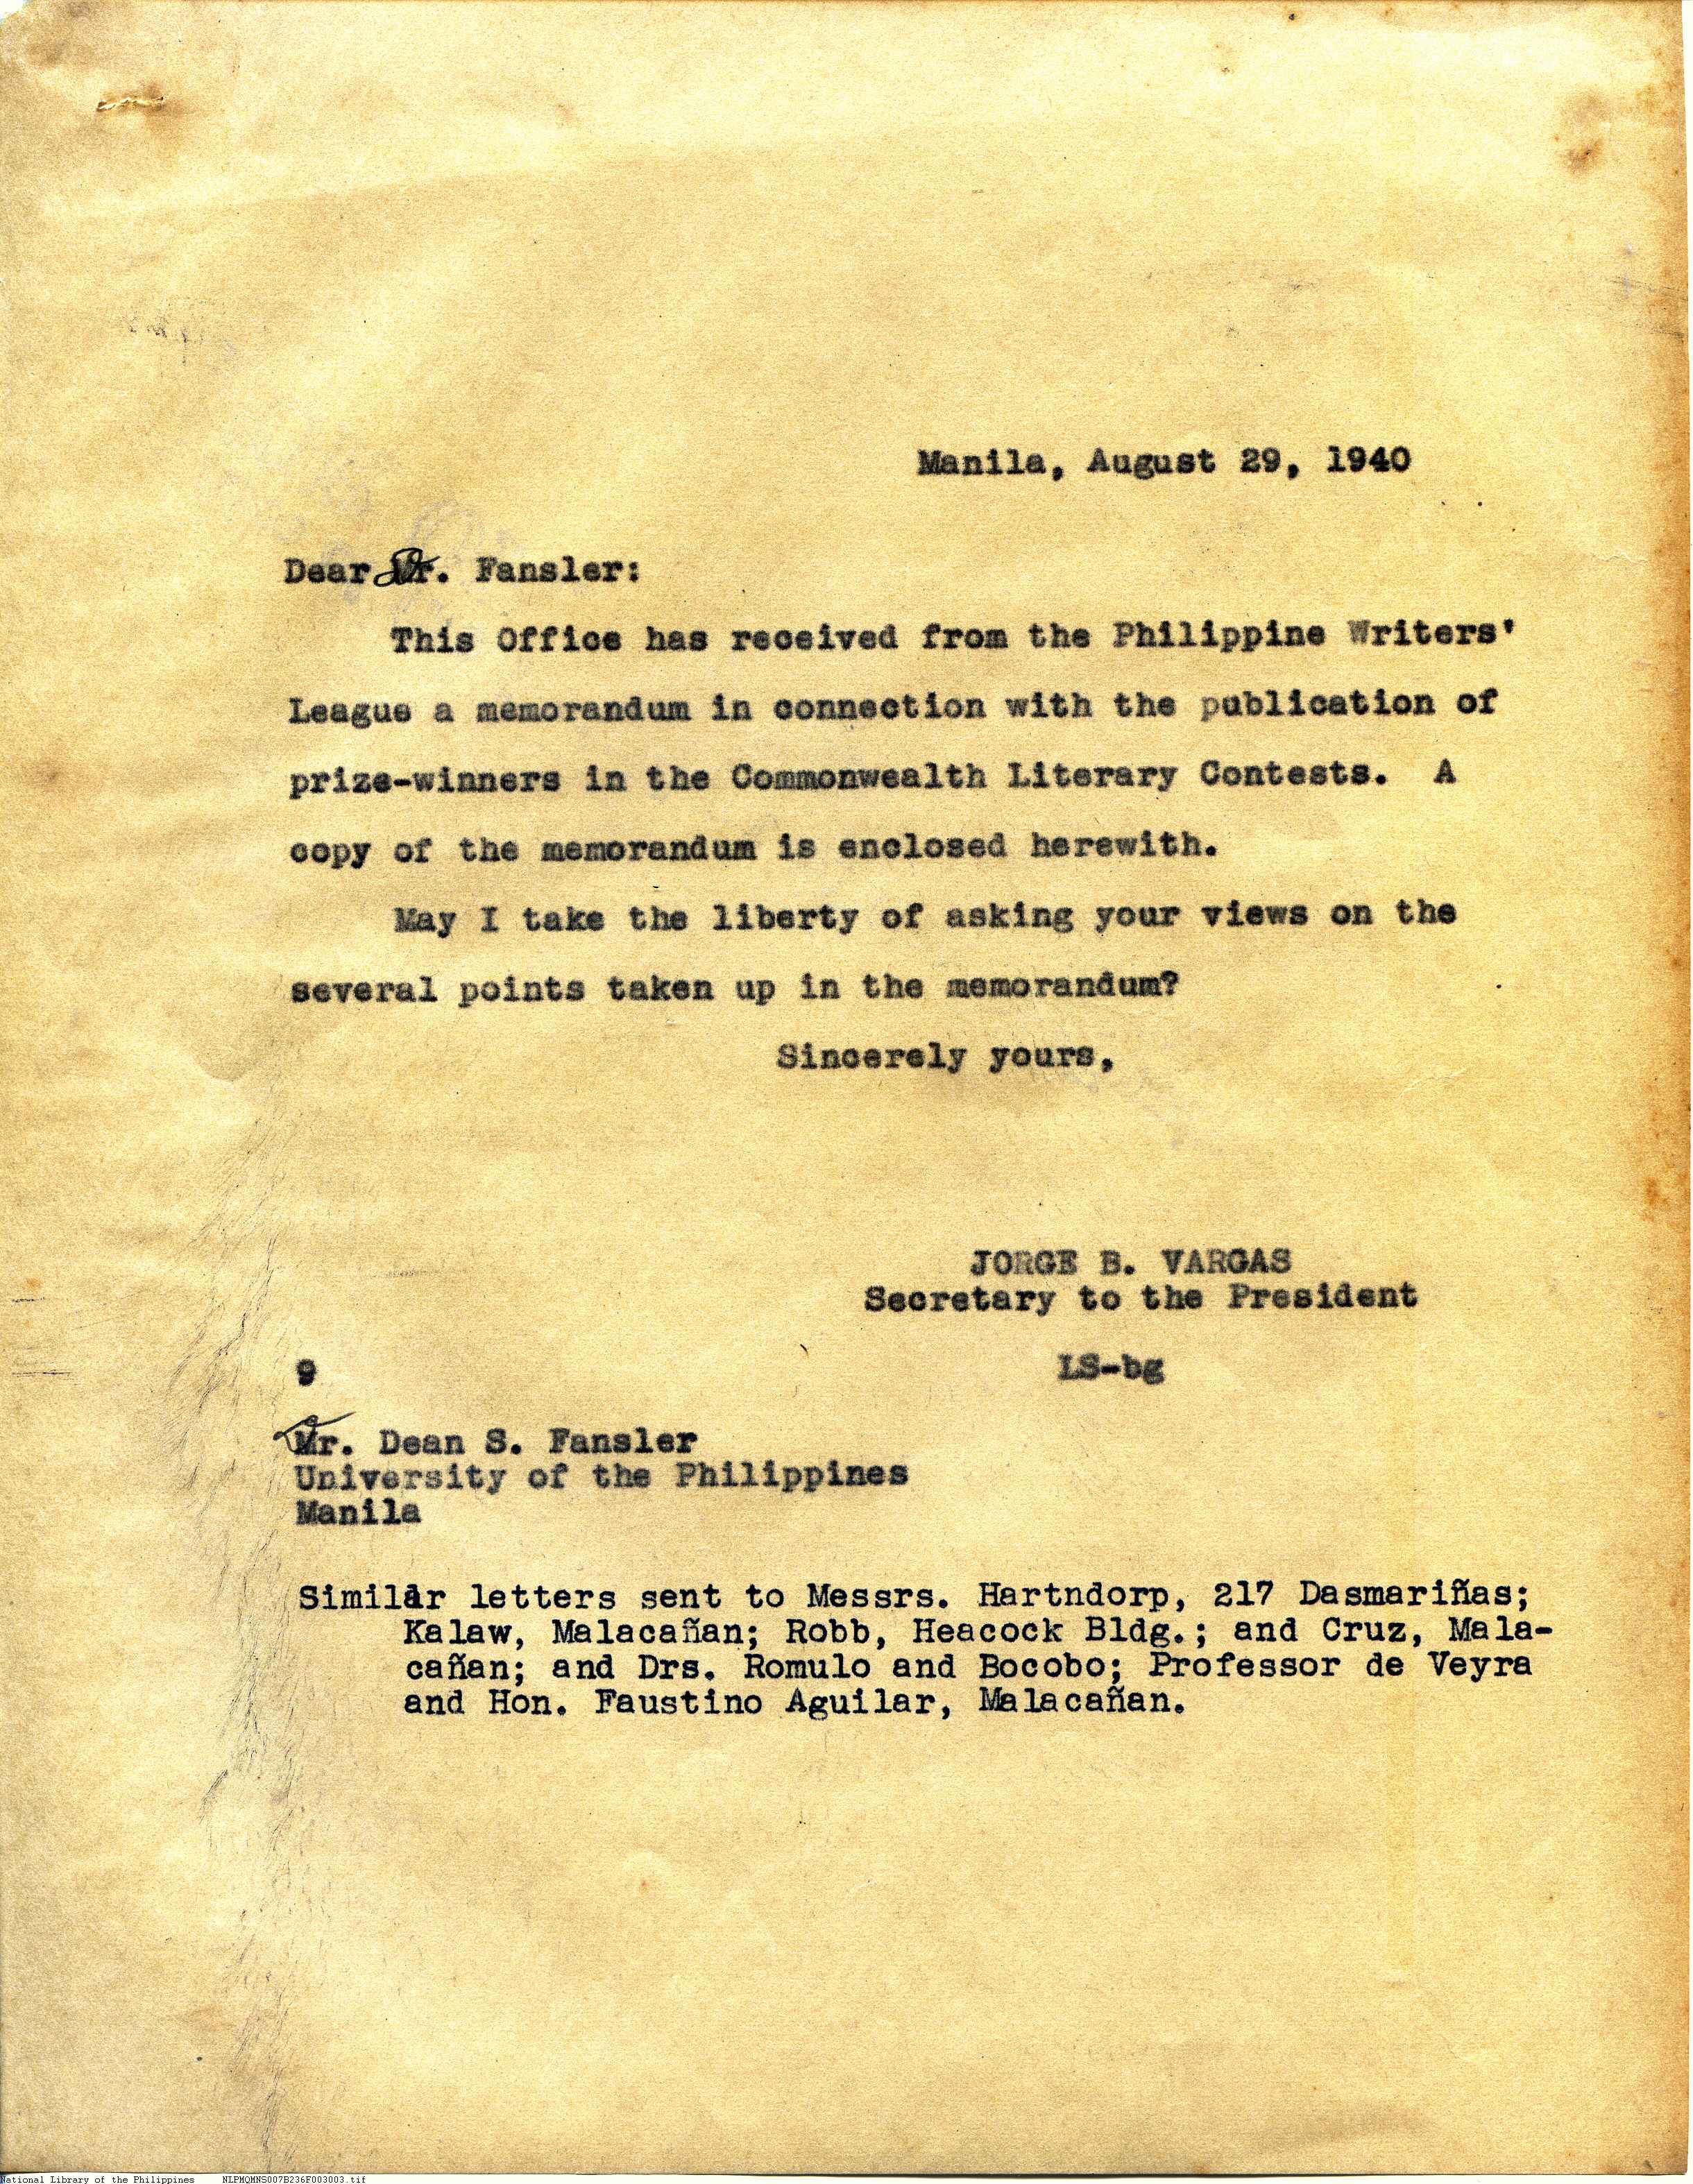 Manila, August 29, 1940
Dear Dr. Fansler:
This Office has received from the Philippine Writers'
League a memorandum in connection with the publication of
prize-winners in the Commonwealth Literary Contests. A
copy of the memorandum is enclosed herewith.
May I take the liberty of asking your views on the
several points taken up in the memorandum?
Sincerely yours,
JORGE B. VARGAS
Secretary to the President
LS-bg
9
Dr. Dean S. Fansler
University of the Philippines
Manila
Similar letters sent to Messrs. Hartndorp, 217 Dasmariñas;
Kalaw, Malacañan; Robb, Heacock Bldg.; and Cruz, Mala-
cañan; and Drs. Romulo and Bocobo; Professor de Veyra
and Hon. Faustino Aguilar, Malacañan.
National Library of the Philippines NLPMQMNS007B236F003003.tif